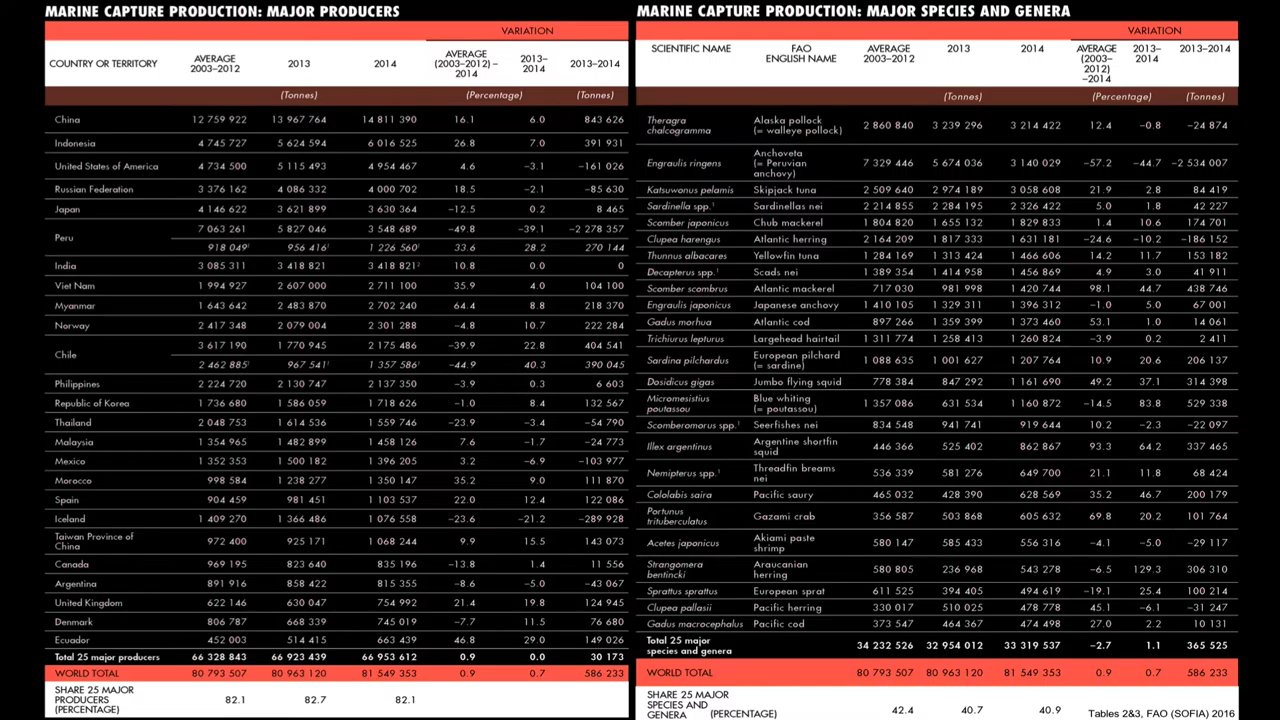 MARINE CAPTURE PRODUCTION: MAJOR PRODUCERS
VARIATION
COUNTRY OR TERRITORY AVERAGE 2003–2012 2013 2014 AVERAGE (2003–2012) – 2014 2013–2014 2013–2014
(Tonnes) (Percentage) (Tonnes)
China 12 759 922 13 967 764 14 811 390 16.1 6.0 843 626
Indonesia 4 745 727 5 624 594 6 016 525 26.8 7.0 391 931
United States of America 4 734 500 5 115 493 4 954 467 4.6 –3.1 –161 026
Russian Federation 3 376 162 4 086 332 4 000 702 18.5 –2.1 –85 630
Japan 4 146 622 3 621 899 3 630 364 –12.5 0.2 8 465
Peru 7 063 261 5 827 046 3 548 689 –49.8 –39.1 –2 278 357
918 049¹ 956 416¹ 1 226 560¹ 33.6 28.2 270 144
India 3 085 311 3 418 821 3 418 821² 10.8 0.0 0
Viet Nam 1 994 927 2 607 000 2 711 100 35.9 4.0 104 100
Myanmar 1 643 642 2 483 870 2 702 240 64.4 8.8 218 370
Norway 2 417 348 2 079 004 2 301 288 –4.8 10.7 222 284
Chile 3 617 190 1 770 945 2 175 486 –39.9 22.8 404 541
2 462 885¹ 967 541¹ 1 357 586¹ –44.9 40.3 390 045
Philippines 2 224 720 2 130 747 2 137 350 –3.9 0.3 6 603
Republic of Korea 1 736 680 1 586 059 1 718 626 –1.0 8.4 132 567
Thailand 2 048 753 1 614 536 1 559 746 –23.9 –3.4 –54 790
Malaysia 1 354 965 1 482 899 1 458 126 7.6 –1.7 –24 773
Mexico 1 352 353 1 500 182 1 396 205 3.2 –6.9 –103 977
Morocco 998 584 1 238 277 1 350 147 35.2 9.0 111 870
Spain 904 459 981 451 1 103 537 22.0 12.4 122 086
Iceland 1 409 270 1 366 486 1 076 558 –23.6 –21.2 –289 928
Taiwan Province of China 972 400 925 171 1 068 244 9.9 15.5 143 073
Canada 969 195 823 640 835 196 –13.8 1.4 11 556
Argentina 891 916 858 422 815 355 –8.6 –5.0 –43 067
United Kingdom 622 146 630 047 754 992 21.4 19.8 124 945
Denmark 806 787 668 339 745 019 –7.7 11.5 76 680
Ecuador 452 003 514 415 663 439 46.8 29.0 149 026
Total 25 major producers 66 328 843 66 923 439 66 953 612 0.9 0.0 30 173
WORLD TOTAL 80 793 507 80 963 120 81 549 353 0.9 0.7 586 233
SHARE 25 MAJOR PRODUCERS (PERCENTAGE) 82.1 82.7 82.1
MARINE CAPTURE PRODUCTION: MAJOR SPECIES AND GENERA
VARIATION
SCIENTIFIC NAME FAO ENGLISH NAME AVERAGE 2003–2012 2013 2014 AVERAGE (2003–2012) –2014 2013–2014 2013–2014
(Tonnes) (Percentage) (Tonnes)
Theragra chalcogramma Alaska pollock (= walleye pollock) 2 860 840 3 239 296 3 214 422 12.4 –0.8 –24 874
Engraulis ringens Anchoveta (= Peruvian anchovy) 7 329 446 5 674 036 3 140 029 –57.2 –44.7 –2 534 007
Katsuwonus pelamis Skipjack tuna 2 509 640 2 974 189 3 058 608 21.9 2.8 84 419
Sardinella spp.¹ Sardinellas nei 2 214 855 2 284 195 2 326 422 5.0 1.8 42 227
Scomber japonicus Chub mackerel 1 804 820 1 655 132 1 829 833 1.4 10.6 174 701
Clupea harengus Atlantic herring 2 164 209 1 817 333 1 631 181 –24.6 –10.2 –186 152
Thunnus albacares Yellowfin tuna 1 284 169 1 313 424 1 466 606 14.2 11.7 153 182
Decapterus spp.¹ Scads nei 1 389 354 1 414 958 1 456 869 4.9 3.0 41 911
Scomber scombrus Atlantic mackerel 717 030 981 998 1 420 744 98.1 44.7 438 746
Engraulis japonicus Japanese anchovy 1 410 105 1 329 311 1 396 312 –1.0 5.0 67 001
Gadus morhua Atlantic cod 897 266 1 359 399 1 373 460 53.1 1.0 14 061
Trichiurus lepturus Largehead hairtail 1 311 774 1 258 413 1 260 824 –3.9 0.2 2 411
Sardina pilchardus European pilchard (= sardine) 1 088 635 1 001 627 1 207 764 10.9 20.6 206 137
Dosidicus gigas Jumbo flying squid 778 384 847 292 1 161 690 49.2 37.1 314 398
Micromesistius poutassou Blue whiting (= poutassou) 1 357 086 631 534 1 160 872 –14.5 83.8 529 338
Scomberomorus spp.¹ Seerfishes nei 834 548 941 741 919 644 10.2 –2.3 –22 097
Illex argentinus Argentine shortfin squid 446 366 525 402 862 867 93.3 64.2 337 465
Nemipterus spp.¹ Threadfin breams nei 536 339 581 276 649 700 21.1 11.8 68 424
Cololabis saira Pacific saury 465 032 428 390 628 569 35.2 46.7 200 179
Portunus trituberculatus Gazami crab 356 587 503 868 605 632 69.8 20.2 101 764
Acetes japonicus Akiami paste shrimp 580 147 585 433 556 316 –4.1 –5.0 –29 117
Strangomera bentincki Araucanian herring 580 805 236 968 543 278 –6.5 129.3 306 310
Sprattus sprattus European sprat 611 525 394 405 494 619 –19.1 25.4 100 214
Clupea pallasii Pacific herring 330 017 510 025 478 778 45.1 –6.1 –31 247
Gadus macrocephalus Pacific cod 373 547 464 367 474 498 27.0 2.2 10 131
Total 25 major species and genera 34 232 526 32 954 012 33 319 537 –2.7 1.1 365 525
WORLD TOTAL 80 793 507 80 963 120 81 549 353 0.9 0.7 586 233
SHARE 25 MAJOR SPECIES AND GENERA (PERCENTAGE) 42.4 40.7 40.9
Tables 2&3, FAO (SOFIA) 2016